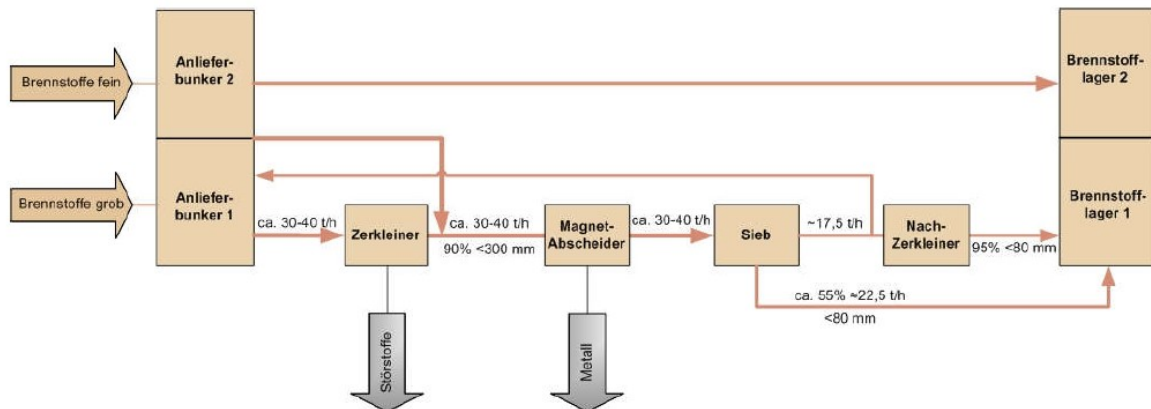 Brennstoffe fein
Anliefer-
bunker 2
Brennstoff-
lager 2
Brennstoffe grob
Anliefer-
bunker 1
ca. 30-40 t/h
Zerkleiner
ca. 30-40 t/h
90% <300 mm
Magnet-
Abscheider
ca. 30-40 t/h
Sieb
~17,5 t/h
Nach-
Zerkleiner
95% <80 mm
Brennstoff-
lager 1
ca. 55% ≈22,5 t/h
<80 mm
Störstoffe
Metall